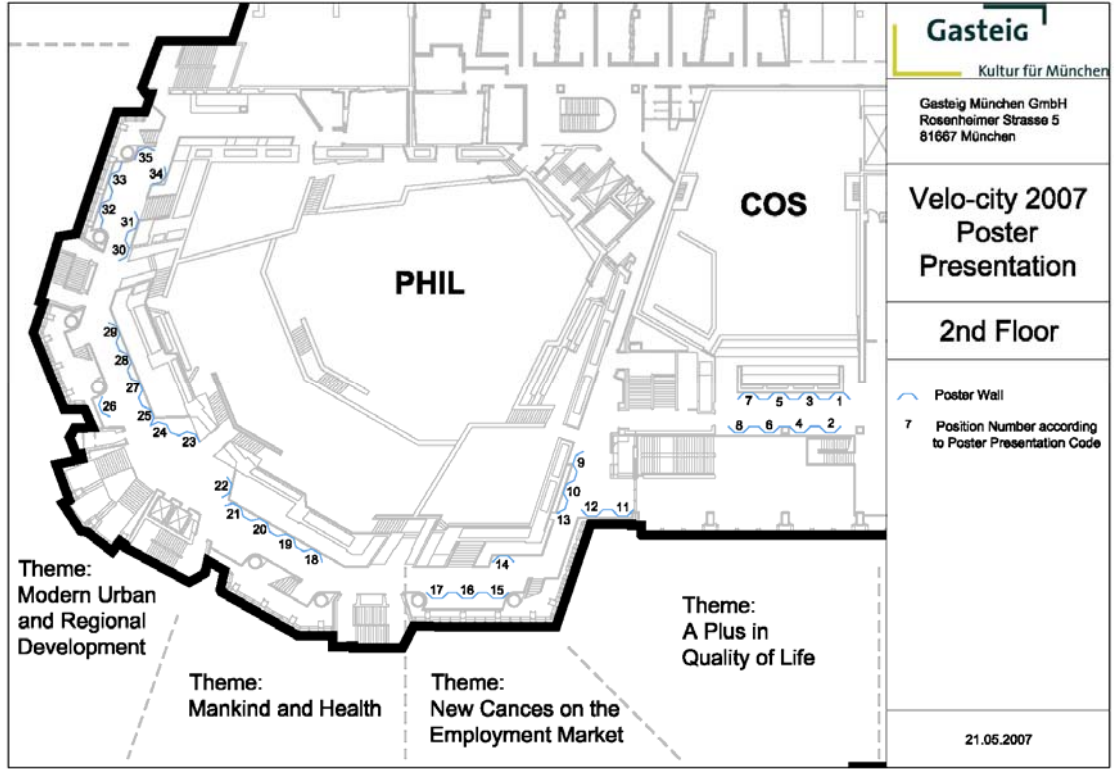 Gasteig
Kultur für München
Gasteig München GmbH
Rosenheimer Strasse 5
81667 München
Velo-city 2007
Poster
Presentation
2nd Floor
Poster Wall
7 Position Number according
to Poster Presentation Code
21.05.2007
PHIL
COS
35
33
34
32
31
30
29
28
27
26
25
24
23
22
21
20
19
18
17
16
15
14
13
12
11
10
9
7
5
3
1
8
6
4
2
Theme:
Modern Urban
and Regional
Development
Theme:
Mankind and Health
Theme:
New Cances on the
Employment Market
Theme:
A Plus in
Quality of Life